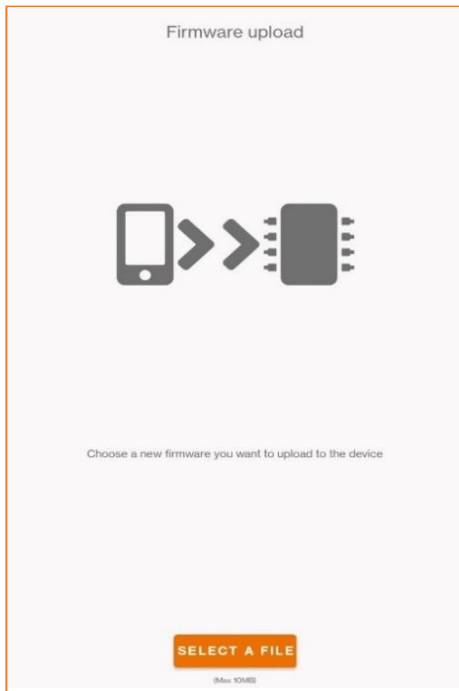 Firmware upload
Choose a new firmware you want to upload to the device
SELECT A FILE
(Max 10MB)